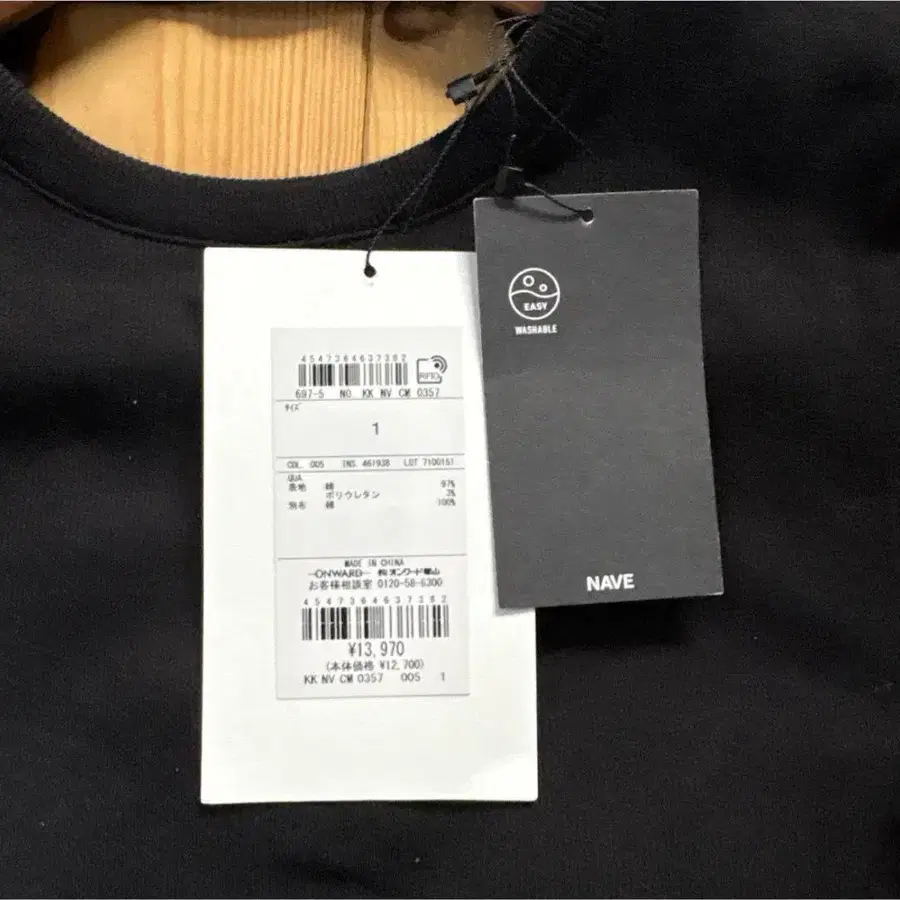 4547364637382
RFID
697-5 NO KK NV CM 0357
サイズ
1
COL. 005 INS. 461938 LOT 7100151
QUA.
表地 綿 97%
ポリウレタン 3%
別布 綿 100%
MADE IN CHINA
ONWARD ㈱オンワード樫山
お客様相談室 0120-58-6300
4547364637382
¥13,970
(本体価格 ¥12,700)
KK NV CM 0357 005 1
EASY
WASHABLE
NAVE